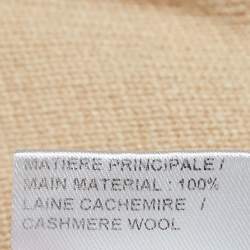 MATIERE PRINCIPALE /
MAIN MATERIAL : 100%
LAINE CACHEMIRE /
CASHMERE WOOL